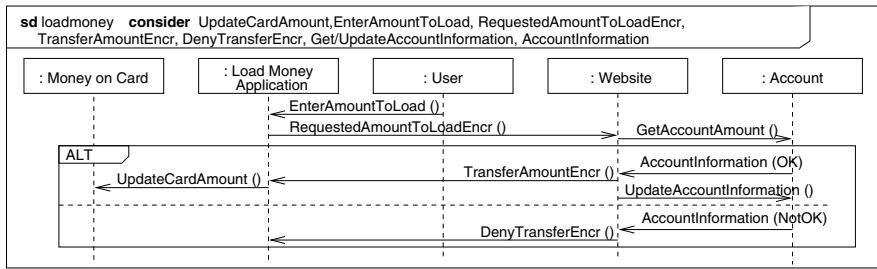 sd loadmoney consider UpdateCardAmount,EnterAmountToLoad, RequestedAmountToLoadEncr,
TransferAmountEncr, DenyTransferEncr, Get/UpdateAccountInformation, AccountInformation
: Money on Card
: Load Money
Application
: User
: Website
: Account
EnterAmountToLoad ()
RequestedAmountToLoadEncr ()
GetAccountAmount ()
ALT
AccountInformation (OK)
TransferAmountEncr ()
UpdateCardAmount ()
UpdateAccountInformation ()
AccountInformation (NotOK)
DenyTransferEncr ()